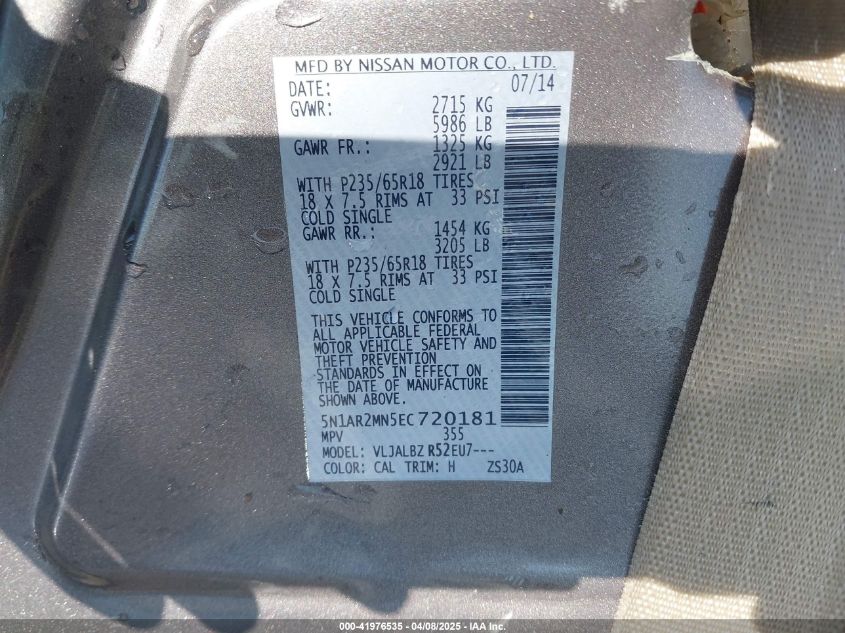 MFD BY NISSAN MOTOR CO., LTD.
DATE: 07/14
GVWR: 2715 KG
5986 LB
GAWR FR.: 1325 KG
2921 LB
WITH P235/65R18 TIRES
18 X 7.5 RIMS AT 33 PSI
COLD SINGLE
GAWR RR.: 1454 KG
3205 LB
WITH P235/65R18 TIRES
18 X 7.5 RIMS AT 33 PSI
COLD SINGLE
THIS VEHICLE CONFORMS TO
ALL APPLICABLE FEDERAL
MOTOR VEHICLE SAFETY AND
THEFT PREVENTION
STANDARDS IN EFFECT ON
THE DATE OF MANUFACTURE
SHOWN ABOVE.
5N1AR2MN5EC720181
MPV 355
MODEL: VLJALBZ R52EU7---
COLOR: CAL TRIM: H ZS30A
000-41976535 - 04/08/2025 - IAA Inc.